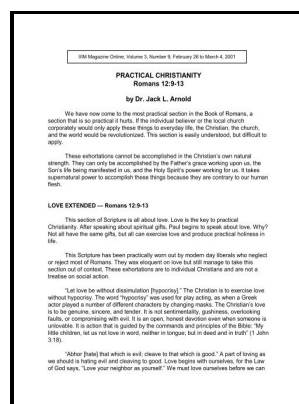 IIIM Magazine Online, Volume 3, Number 9, February 26 to March 4, 2001
PRACTICAL CHRISTIANITY
Romans 12:9-13
by Dr. Jack L. Arnold
We have now come to the most practical section in the Book of Romans, a
section that is so practical it hurts. If the individual believer or the local church
corporately would only apply these things to everyday life, the Christian, the church,
and the world would be revolutionized. This section is easily understood, but difficult to
apply.
These exhortations cannot be accomplished in the Christian's own natural
strength. They can only be accomplished by the Father's grace working upon us, the
Son's life being manifested in us, and the Holy Spirit's power working for us. It takes
supernatural power to accomplish these things because they are contrary to our human
flesh.
LOVE EXTENDED — Romans 12:9-13
This section of Scripture is all about love. Love is the key to practical
Christianity. After speaking about spiritual gifts, Paul begins to speak about love. Why?
Not all have the same gifts, but all can exercise love and produce practical holiness in
life.
This Scripture has been practically worn out by modern day liberals who neglect
or reject most of Romans. They wax eloquent on love but still manage to take this
section out of context. These exhortations are to individual Christians and are not a
treatise on social action.
"Let love be without dissimulation [hypocrisy]." The Christian is to exercise love
without hypocrisy. The word "hypocrisy" was used for play acting, as when a Greek
actor played a number of different characters by changing masks. The Christian's love
is to be genuine, sincere, and tender. It is not sentimentality, gushiness, overlooking
faults, or compromising with evil. It is an open, honest devotion even when someone is
unlovable. It is action that is guided by the commands and principles of the Bible: "My
little children, let us not love in word, neither in tongue; but in deed and in truth" (1 John
3:18).
"Abhor [hate] that which is evil; cleave to that which is good." A part of loving as
we should is hating evil and cleaving to good. Love begins with ourselves, for the Law
of God says, "Love your neighbor as yourself." We must love ourselves before we can